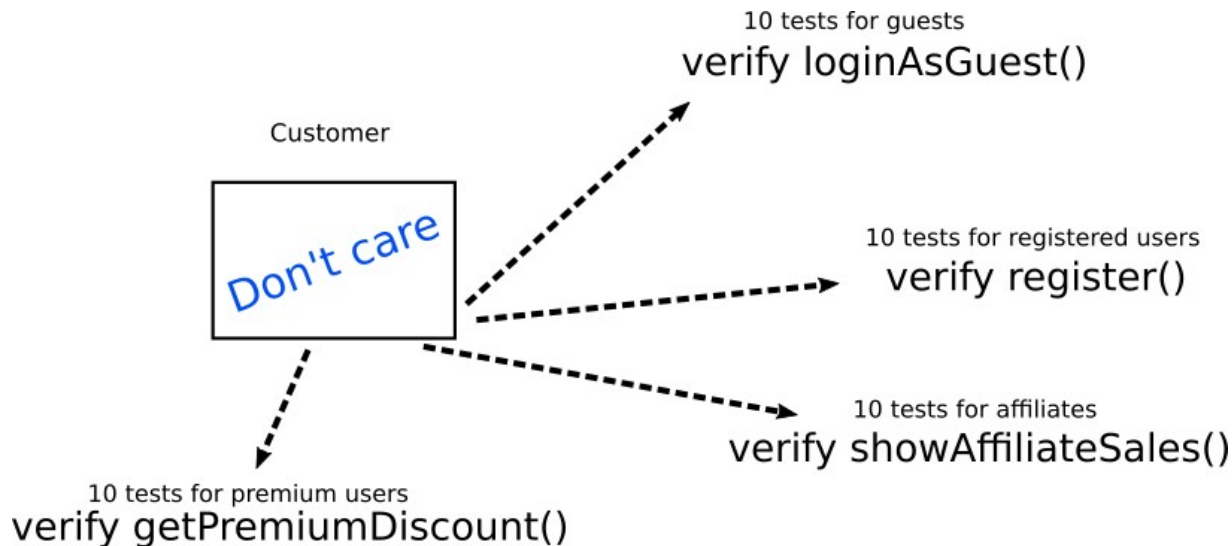 10 tests for guests
verify loginAsGuest()
Customer
Don't care
10 tests for registered users
verify register()
10 tests for affiliates
verify showAffiliateSales()
10 tests for premium users
verify getPremiumDiscount()